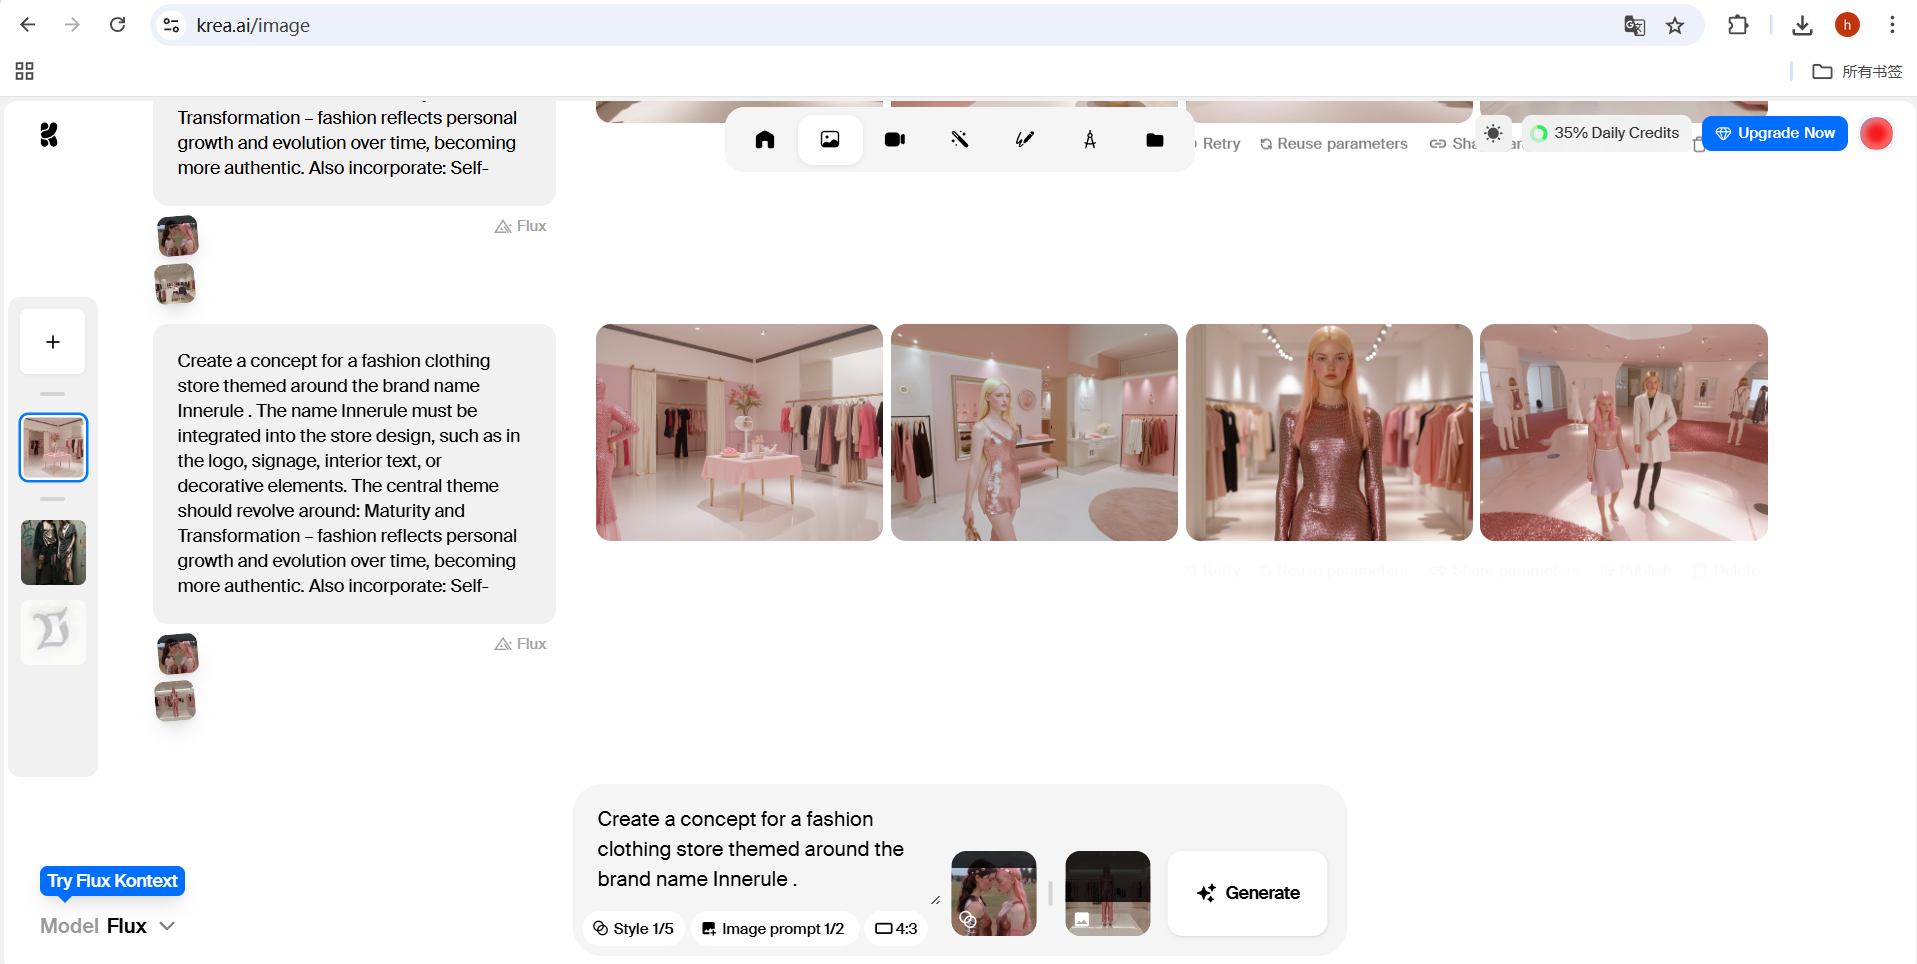 krea.ai/image
所有书签
Transformation – fashion reflects personal
growth and evolution over time, becoming
more authentic. Also incorporate: Self-
Retry
Reuse parameters
35% Daily Credits
Upgrade Now
h
Flux
Create a concept for a fashion clothing
store themed around the brand name
Innerule . The name Innerule must be
integrated into the store design, such as in
the logo, signage, interior text, or
decorative elements. The central theme
should revolve around: Maturity and
Transformation – fashion reflects personal
growth and evolution over time, becoming
more authentic. Also incorporate: Self-
Retry
Reuse parameters
Share parameters
Publish
Delete
Flux
Create a concept for a fashion
clothing store themed around the
brand name Innerule .
Style 1/5
Image prompt 1/2
4:3
Generate
Try Flux Kontext
Model Flux